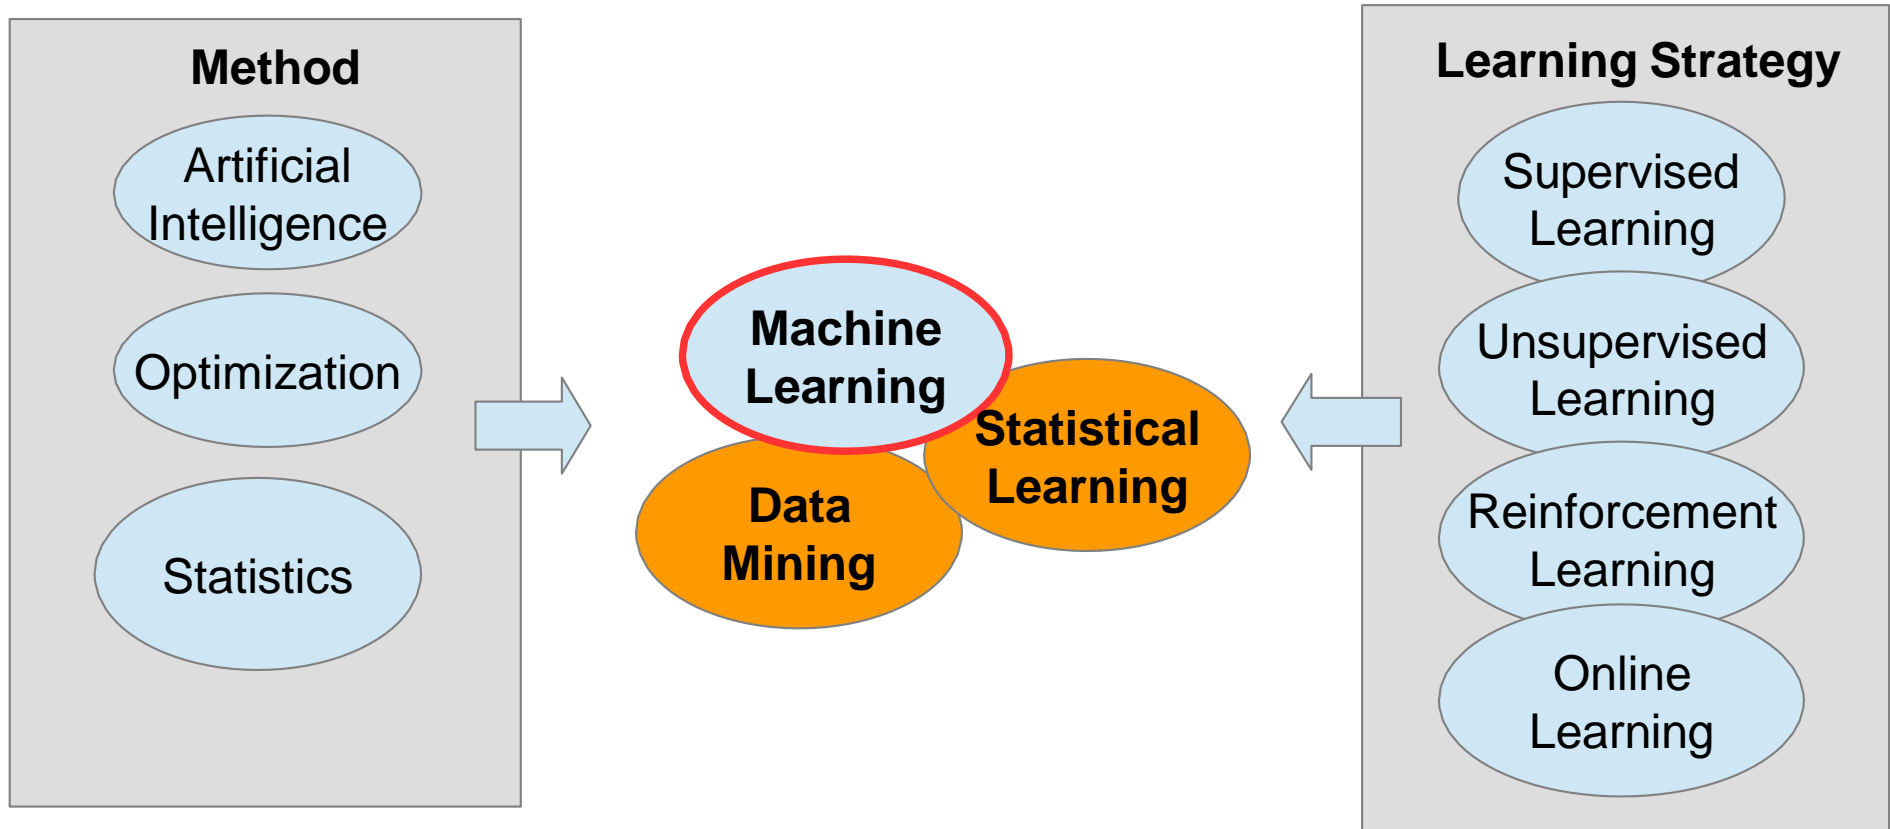 Method
Artificial
Intelligence
Optimization
Statistics
Machine
Learning
Statistical
Learning
Data
Mining
Learning Strategy
Supervised
Learning
Unsupervised
Learning
Reinforcement
Learning
Online
Learning